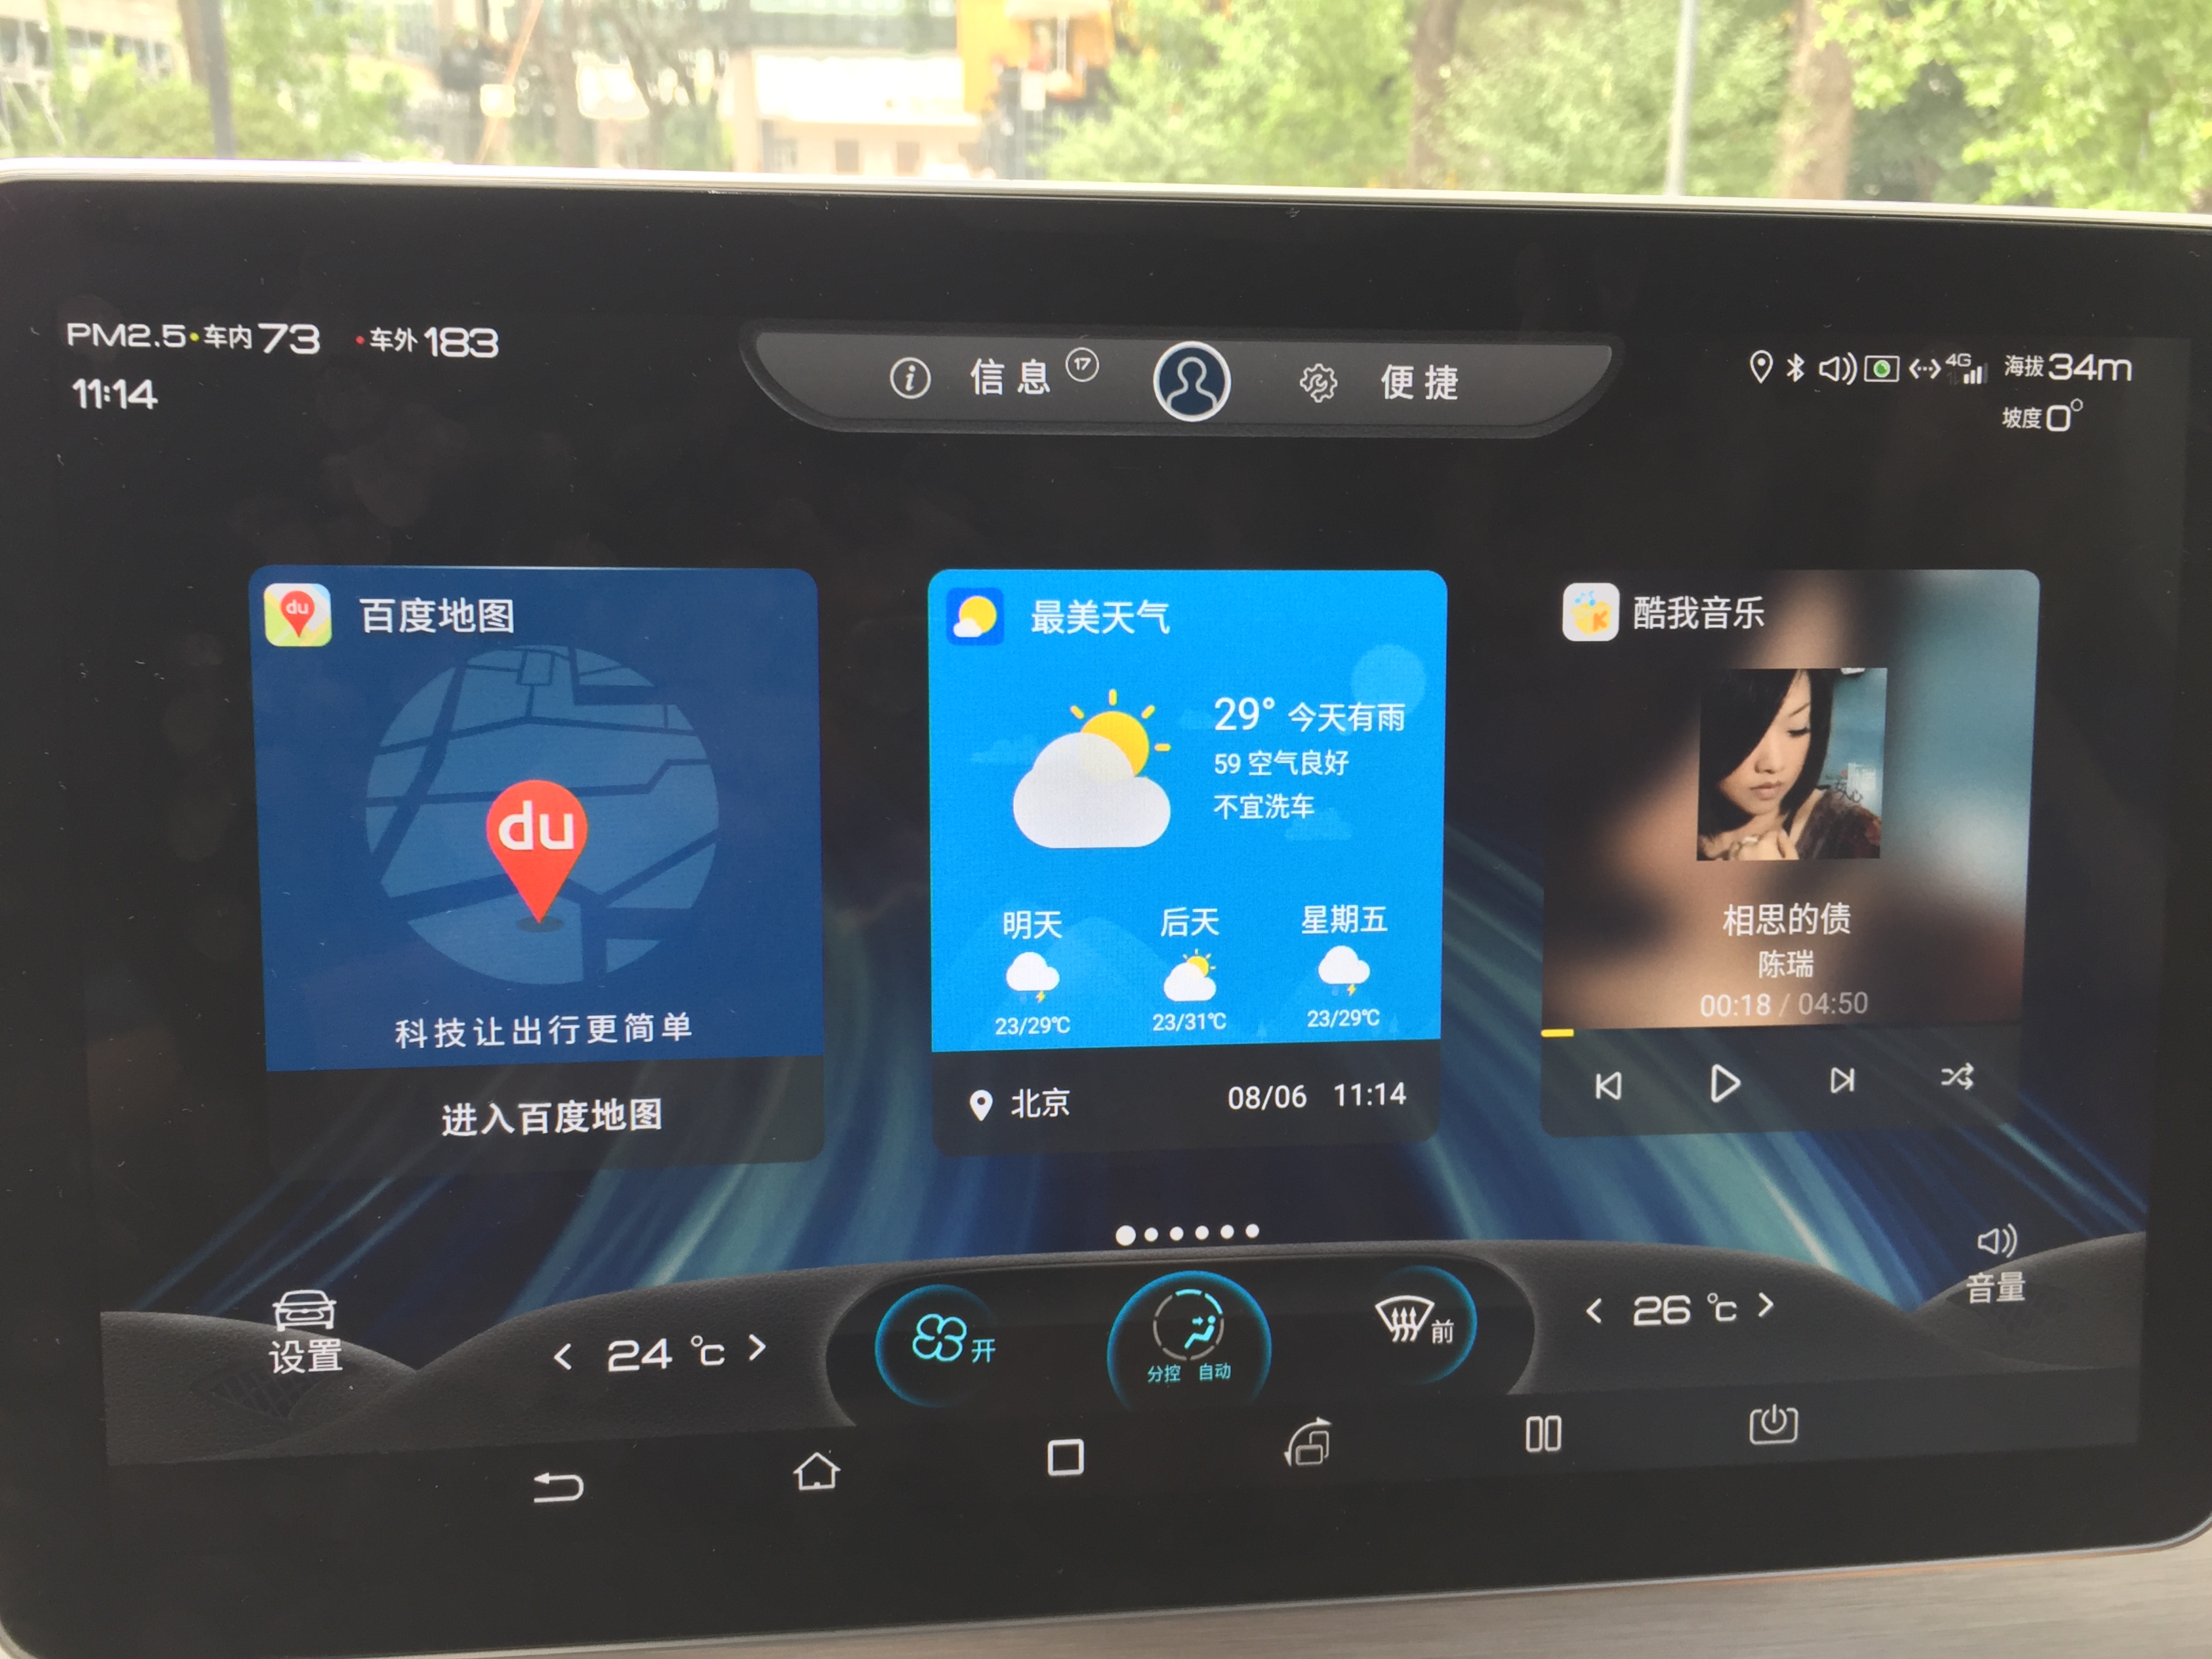 PM2.5 车内 73 车外 183
11:14
信息 17
便捷
4G 海拔 34m
坡度 0°
du 百度地图
du
科技让出行更简单
进入百度地图
最美天气
29° 今天有雨
59 空气良好
不宜洗车
明天 后天 星期五
23/29℃ 23/31℃ 23/29℃
北京 08/06 11:14
K 酷我音乐
相思的债
陈瑞
00:18 / 04:50
设置
24 ℃
开
分控 自动
前
26 ℃
音量